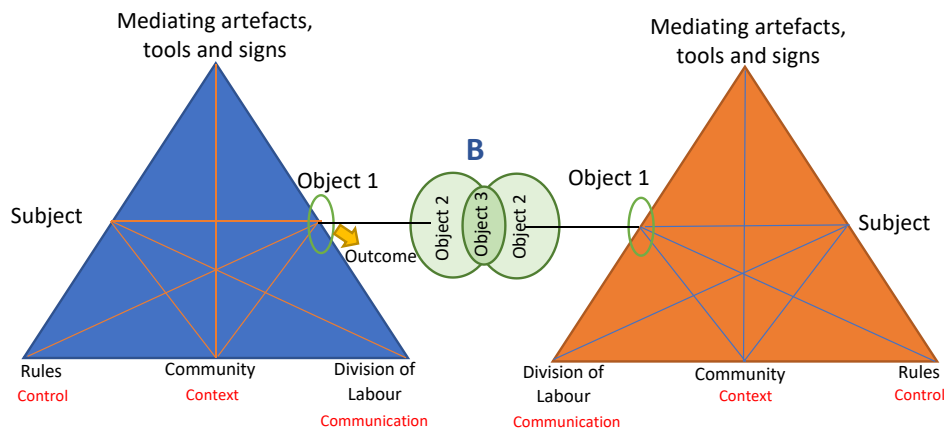 Mediating artefacts,
tools and signs
Mediating artefacts,
tools and signs
B
Object 1
Object 1
Subject
Object 2
Object 3
Object 2
Subject
Outcome
Rules
Control
Community
Context
Division of
Labour
Communication
Division of
Labour
Communication
Community
Context
Rules
Control